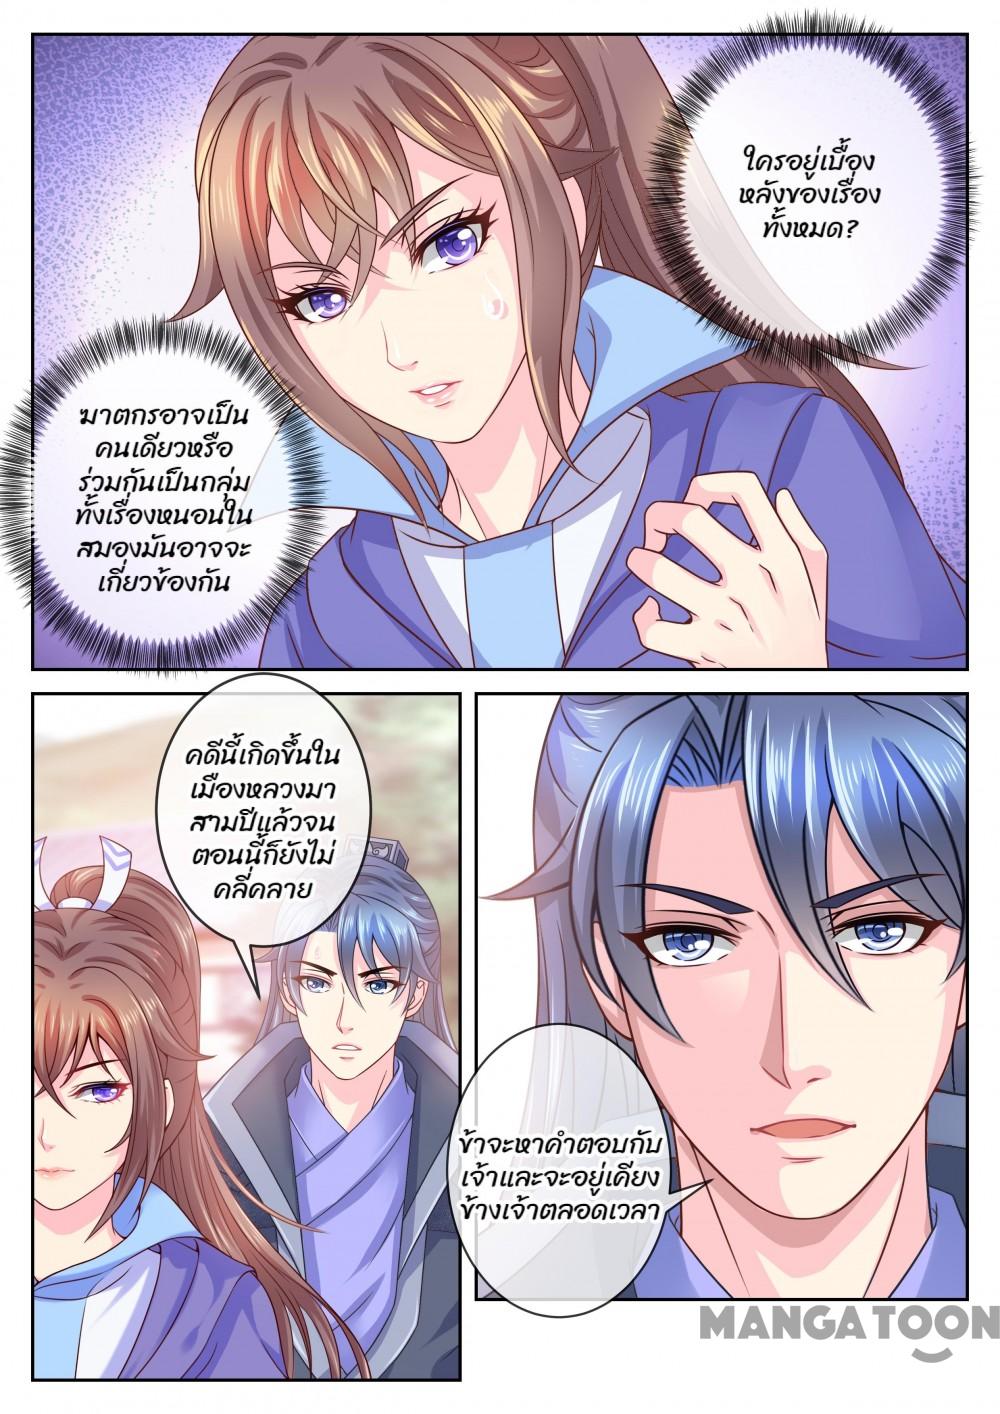 ใครอยู่เบื้อง
หลังของเรื่อง
ทั้งหมด?
ฆาตกรอาจเป็น
คนเดียวหรือ
ร่วมกันเป็นกลุ่ม
ทั้งเรื่องหนอนใน
สมองมันอาจจะ
เกี่ยวข้องกัน
คดีนี้เกิดขึ้นใน
เมืองหลวงมา
สามปีแล้วจน
ตอนนี้ก็ยังไม่
คลี่คลาย
ข้าจะหาคำตอบกับ
เจ้าและจะอยู่เคียง
ข้างเจ้าตลอดเวลา
MANGATOON